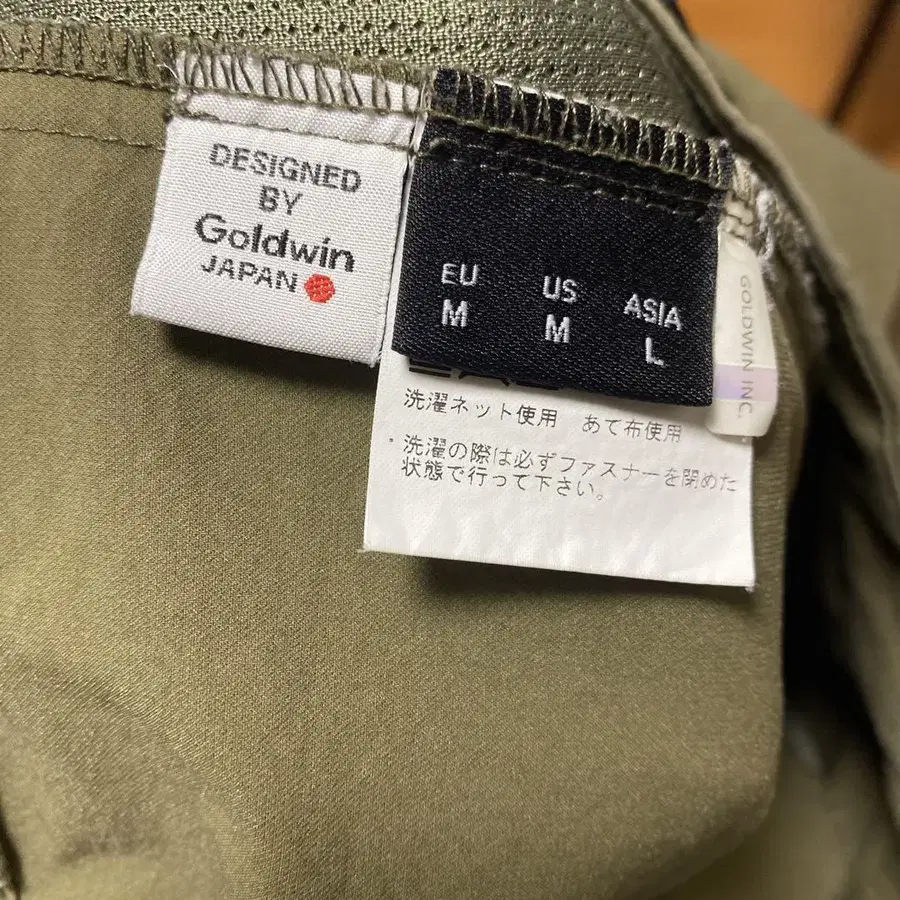 DESIGNED
BY
Goldwin
JAPAN
EU
M
US
M
ASIA
L
GOLDWIN INC.
洗濯ネット使用 あて布使用
・洗濯の際は必ずファスナーを閉めた
状態で行って下さい。